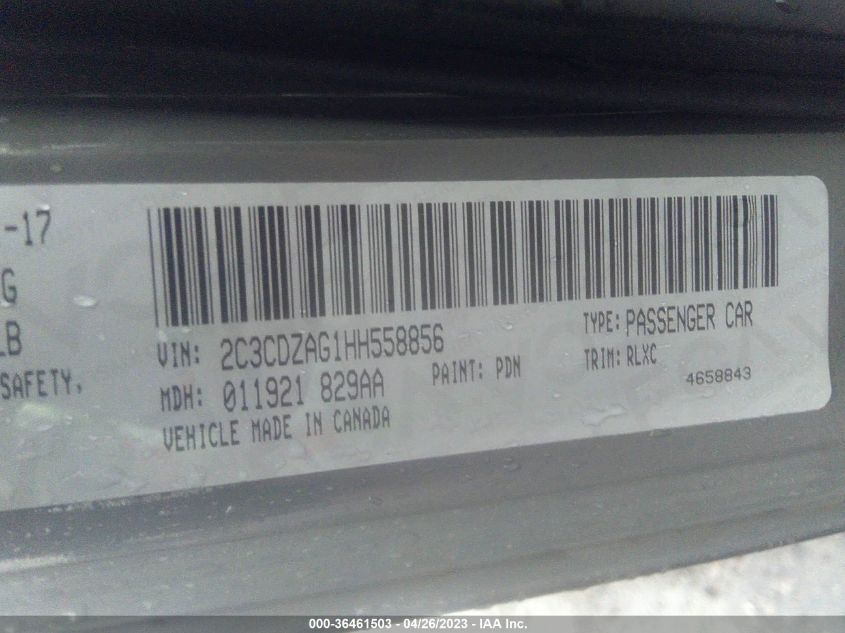 -17
G
LB
SAFETY,
VIN: 2C3CDZAG1HH558856
TYPE: PASSENGER CAR
MDH: 011921 829AA
PAINT: PDN
TRIM: RLXC
VEHICLE MADE IN CANADA
4658843
000-36461503 - 04/26/2023 - IAA Inc.